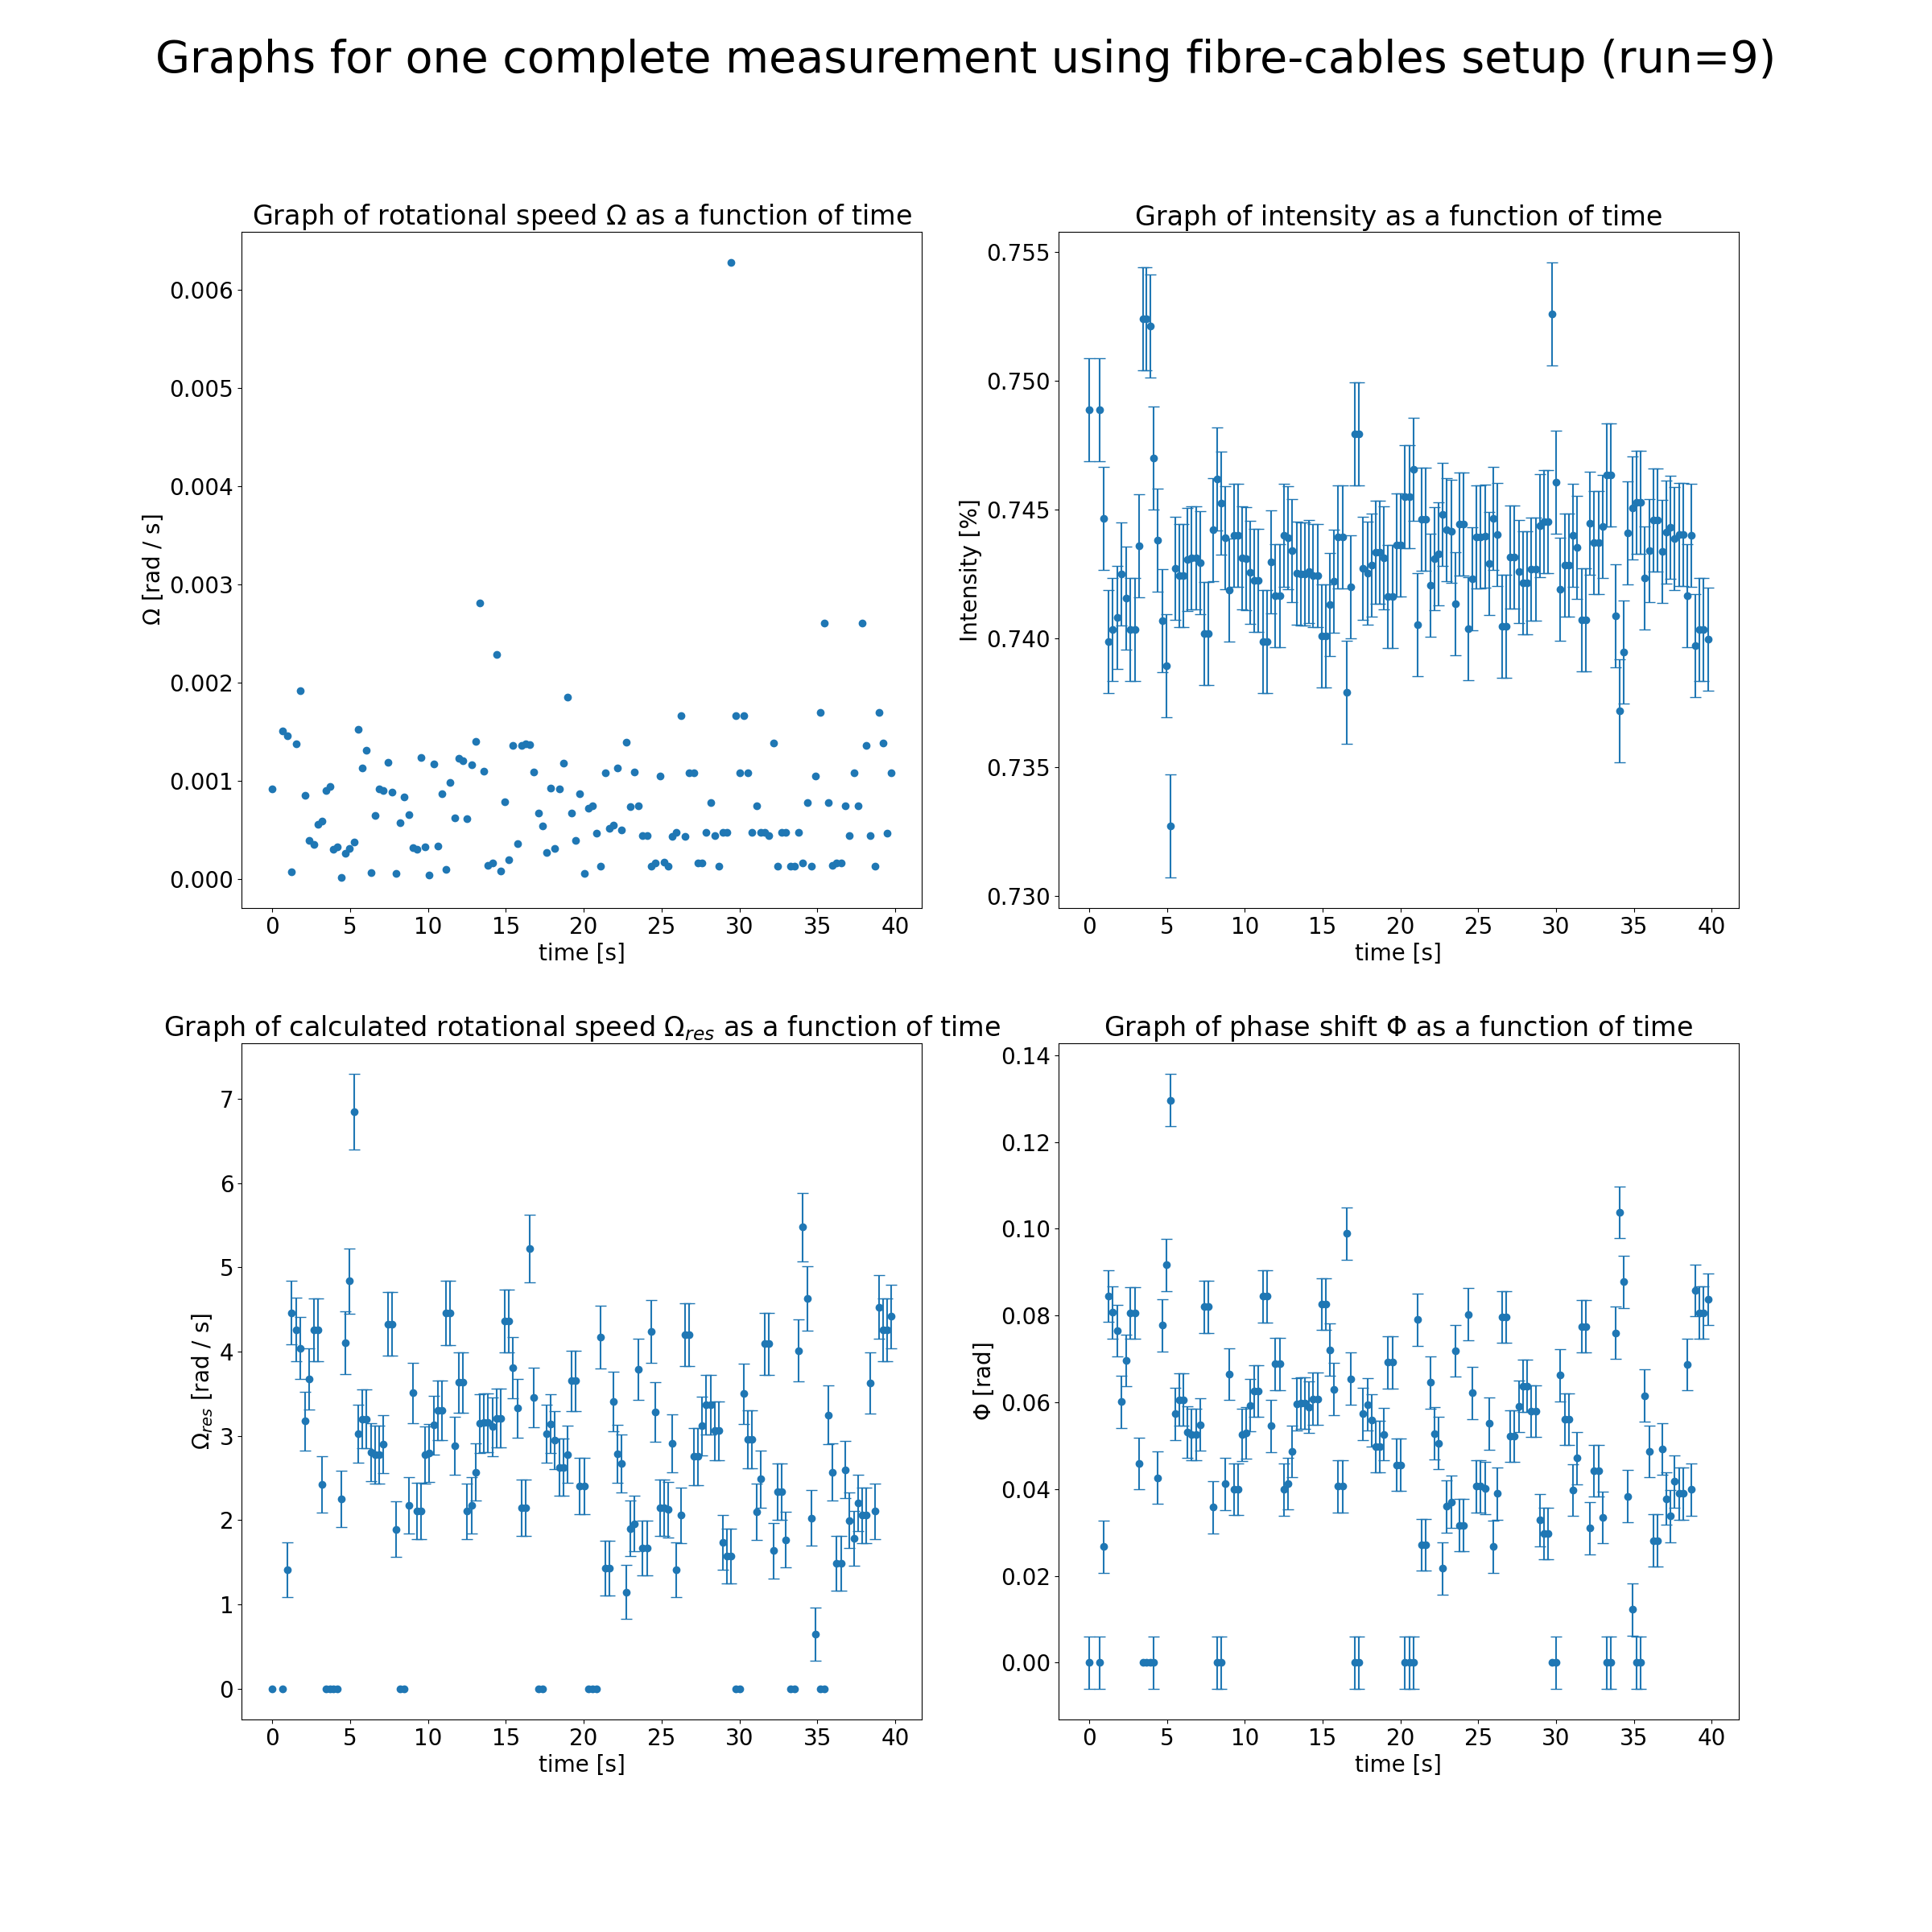 Graphs for one complete measurement using fibre-cables setup (run=9)
Graph of rotational speed Ω as a function of time
0.006
0.005
0.004
0.003
0.002
0.001
0.000
Ω [rad / s]
0 5 10 15 20 25 30 35 40
time [s]
Graph of intensity as a function of time
0.755
0.750
0.745
0.740
0.735
0.730
Intensity [%]
0 5 10 15 20 25 30 35 40
time [s]
Graph of calculated rotational speed Ω_res as a function of time
7
6
5
4
3
2
1
0
Ω_res [rad / s]
0 5 10 15 20 25 30 35 40
time [s]
Graph of phase shift Φ as a function of time
0.14
0.12
0.10
0.08
0.06
0.04
0.02
0.00
Φ [rad]
0 5 10 15 20 25 30 35 40
time [s]